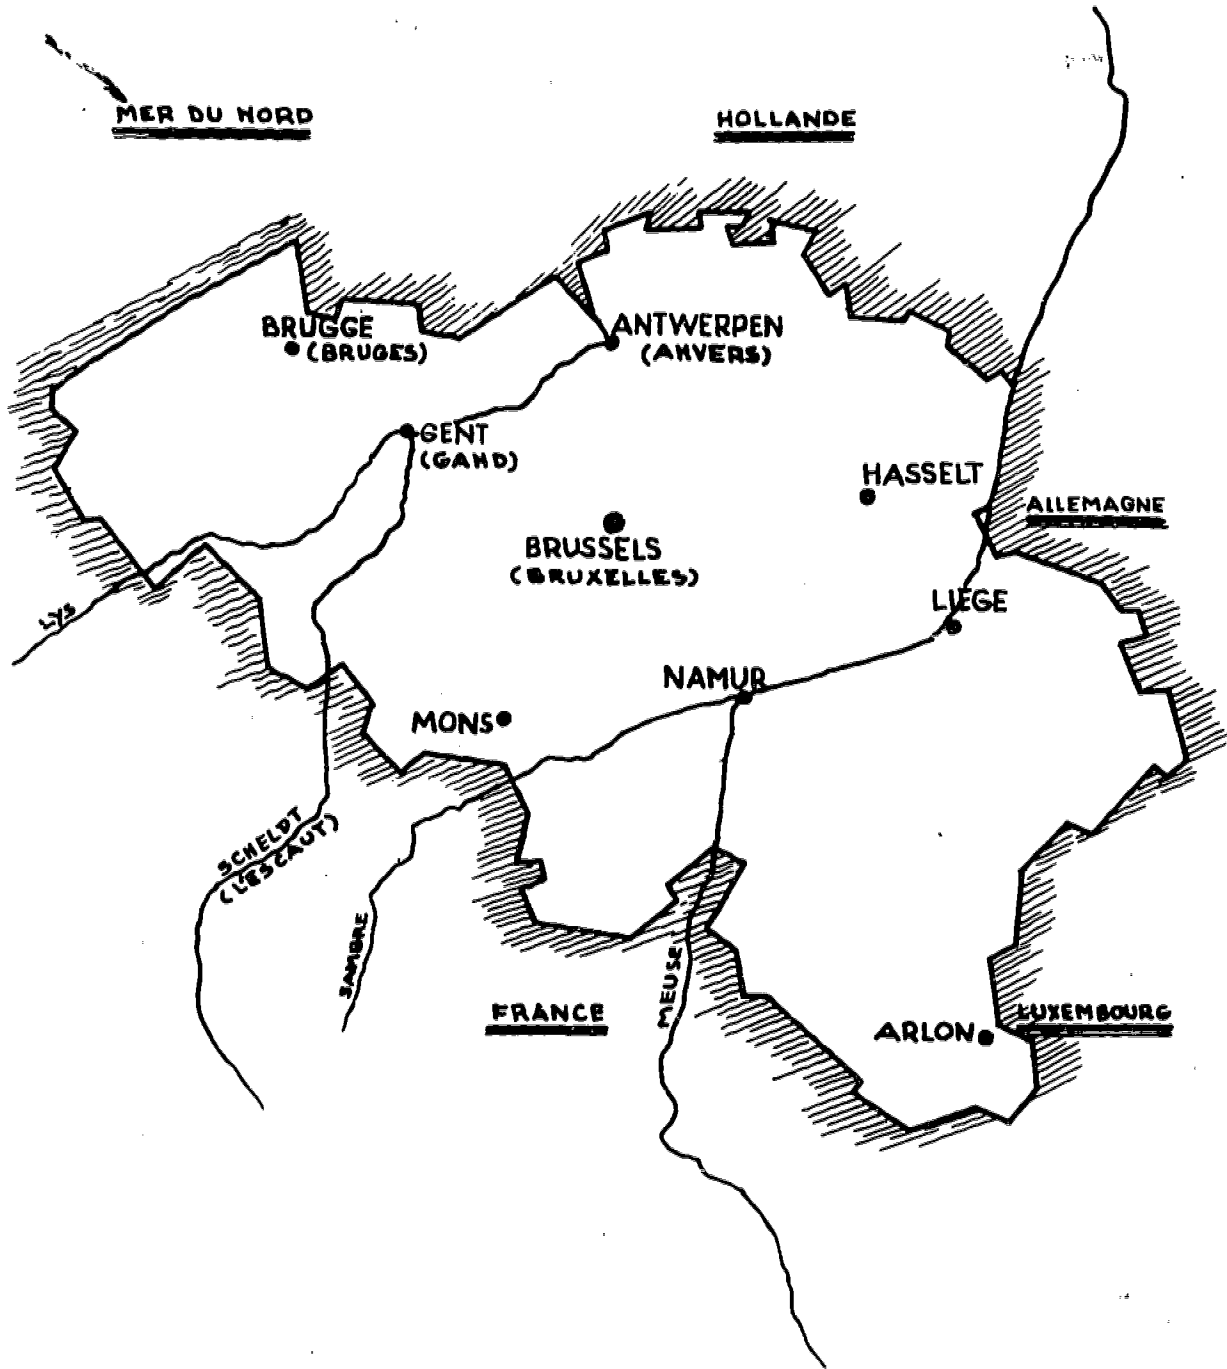 MER DU NORD
HOLLANDE
BRUGGE
(BRUGES)
ANTWERPEN
(ANVERS)
GENT
(GAND)
HASSELT
ALLEMAGNE
BRUSSELS
(BRUXELLES)
LIEGE
LYS
NAMUR
MONS
SCHELDT
(L'ESCAUT)
SAMBRE
MEUSE
FRANCE
ARLON
LUXEMBOURG